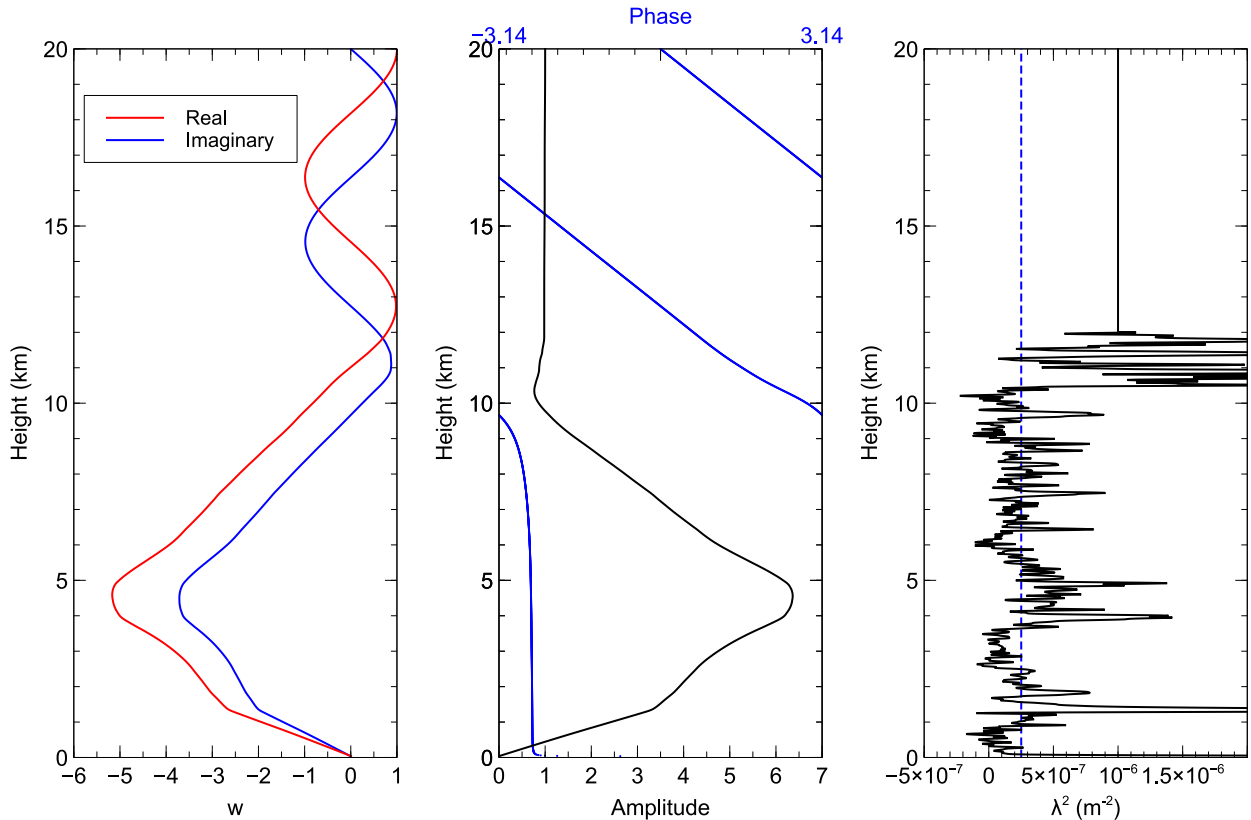 Phase
−3.14 3.14
20 20 20
Real
Imaginary
15 15 15
Height (km) Height (km) Height (km)
10 10 10
5 5 5
0 0 0
−6 −5 −4 −3 −2 −1 0 1 0 1 2 3 4 5 6 7 −5×10⁻⁷ 0 5×10⁻⁷ 10⁻⁶ 1.5×10⁻⁶
w Amplitude λ² (m⁻²)